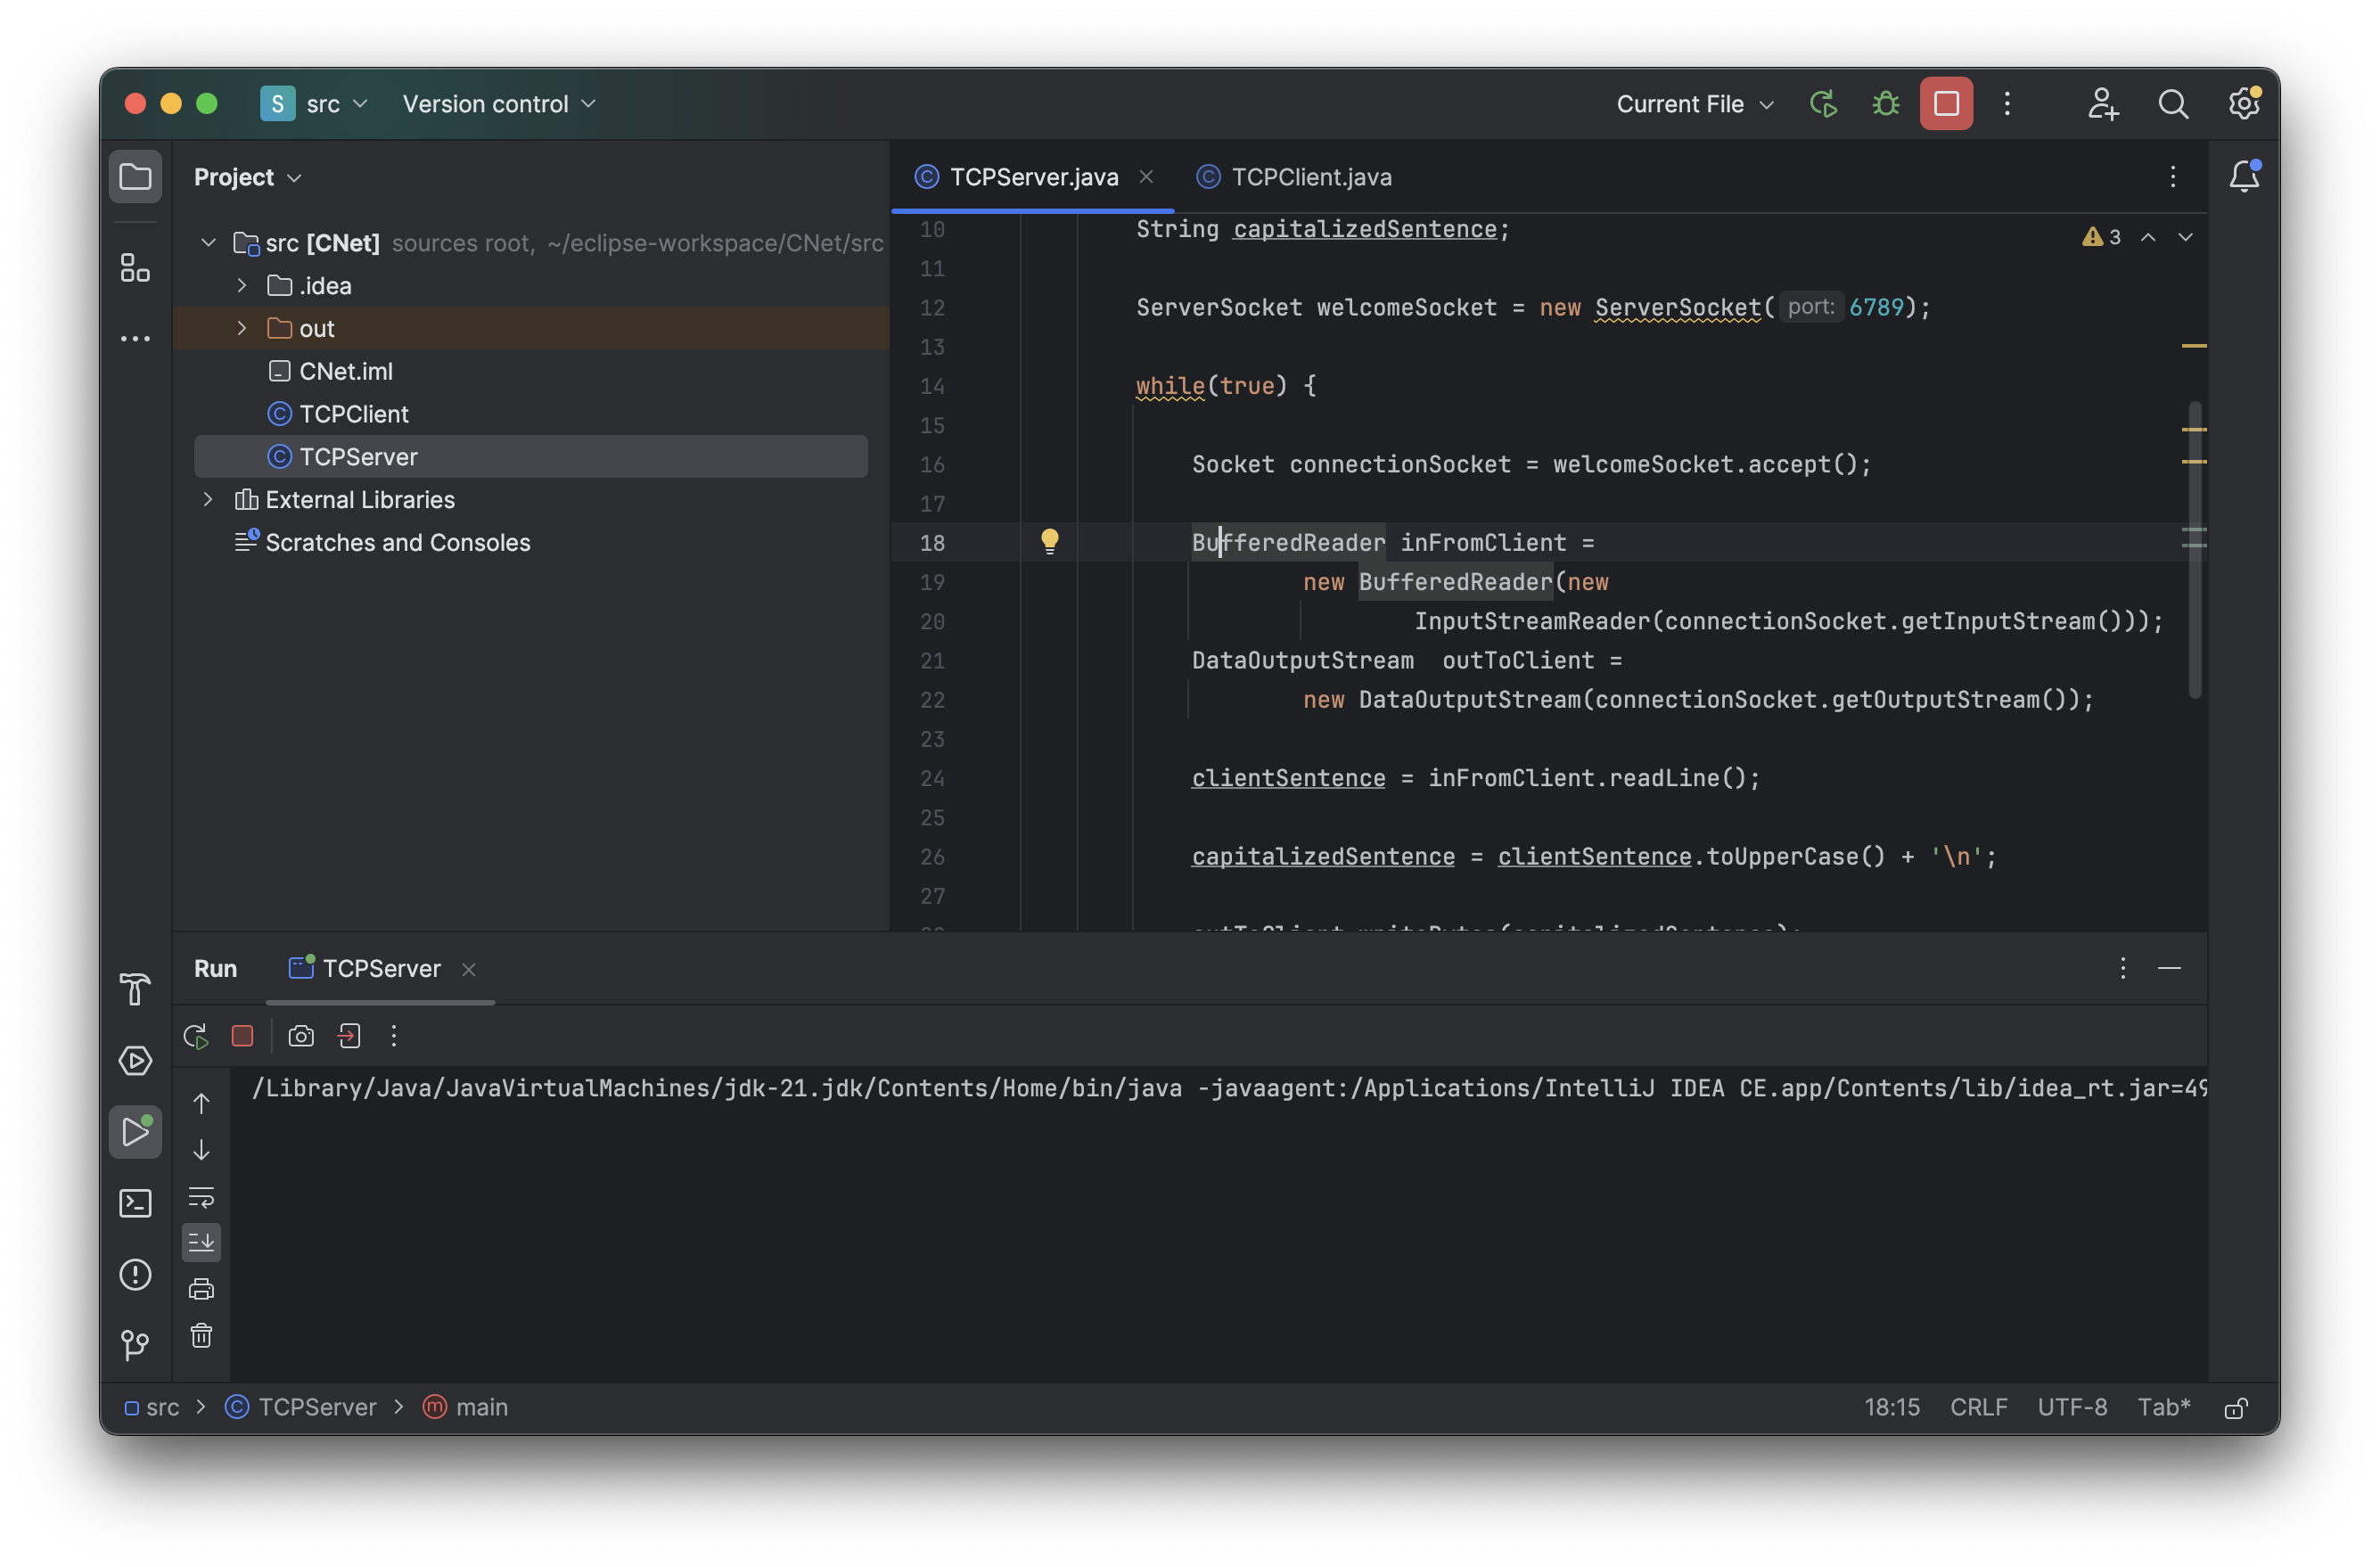 S src Version control Current File
Project
src [CNet] sources root, ~/eclipse-workspace/CNet/src
.idea
out
CNet.iml
TCPClient
TCPServer
External Libraries
Scratches and Consoles
TCPServer.java TCPClient.java
3
10 String capitalizedSentence;
11
12 ServerSocket welcomeSocket = new ServerSocket( port: 6789);
13
14 while(true) {
15
16 Socket connectionSocket = welcomeSocket.accept();
17
18 BufferedReader inFromClient =
19 new BufferedReader(new
20 InputStreamReader(connectionSocket.getInputStream()));
21 DataOutputStream  outToClient =
22 new DataOutputStream(connectionSocket.getOutputStream());
23
24 clientSentence = inFromClient.readLine();
25
26 capitalizedSentence = clientSentence.toUpperCase() + '\n';
27
Run TCPServer
/Library/Java/JavaVirtualMachines/jdk-21.jdk/Contents/Home/bin/java -javaagent:/Applications/IntelliJ IDEA CE.app/Contents/lib/idea_rt.jar=49
src TCPServer main
18:15 CRLF UTF-8 Tab*